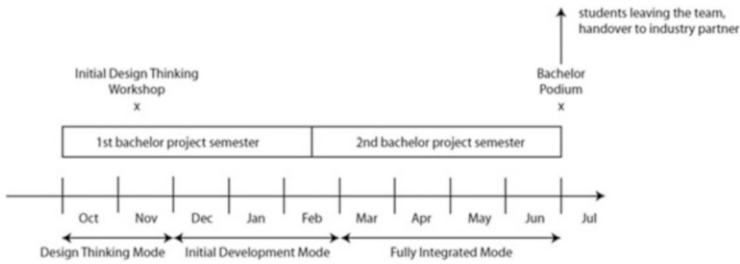 students leaving the team,
handover to industry partner
Initial Design Thinking
Workshop
x
Bachelor
Podium
x
1st bachelor project semester
2nd bachelor project semester
Oct
Nov
Dec
Jan
Feb
Mar
Apr
May
Jun
Jul
Design Thinking Mode
Initial Development Mode
Fully Integrated Mode